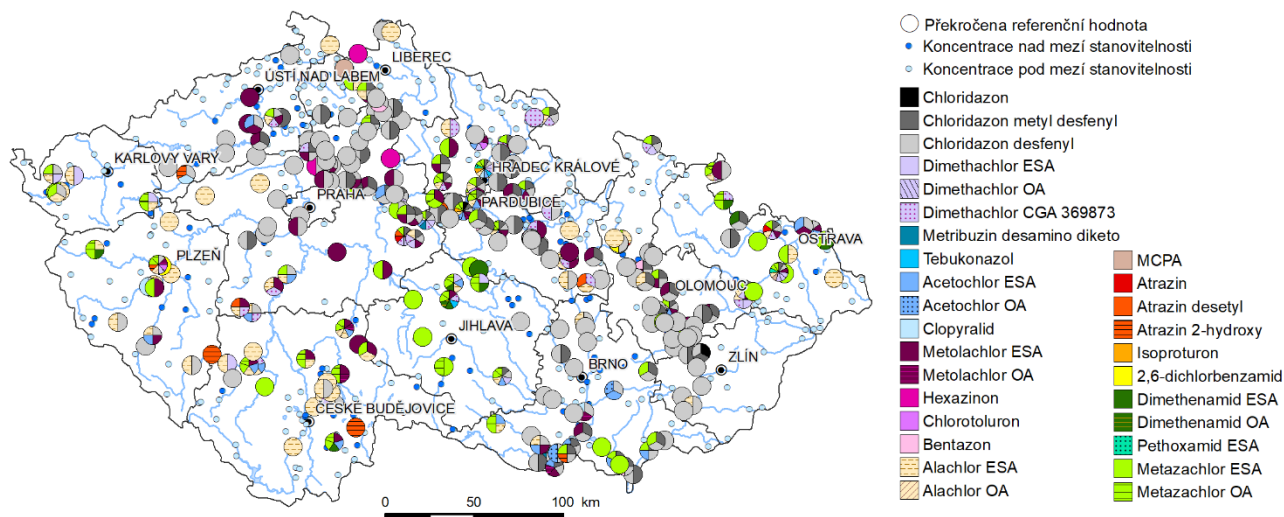 LIBEREC
ÚSTÍ NAD LABEM
KARLOVY VARY
HRADEC KRÁLOVÉ
PRAHA
PARDUBICE
PLZEŇ
OSTRAVA
OLOMOUC
JIHLAVA
BRNO
ZLÍN
ČESKÉ BUDĚJOVICE
0 50 100 km
Překročena referenční hodnota
Koncentrace nad mezí stanovitelnosti
Koncentrace pod mezí stanovitelnosti
Chloridazon
Chloridazon metyl desfenyl
Chloridazon desfenyl
Dimethachlor ESA
Dimethachlor OA
Dimethachlor CGA 369873
Metribuzin desamino diketo
Tebukonazol
Acetochlor ESA
Acetochlor OA
Clopyralid
Metolachlor ESA
Metolachlor OA
Hexazinon
Chlorotoluron
Bentazon
Alachlor ESA
Alachlor OA
MCPA
Atrazin
Atrazin desetyl
Atrazin 2-hydroxy
Isoproturon
2,6-dichlorbenzamid
Dimethenamid ESA
Dimethenamid OA
Pethoxamid ESA
Metazachlor ESA
Metazachlor OA